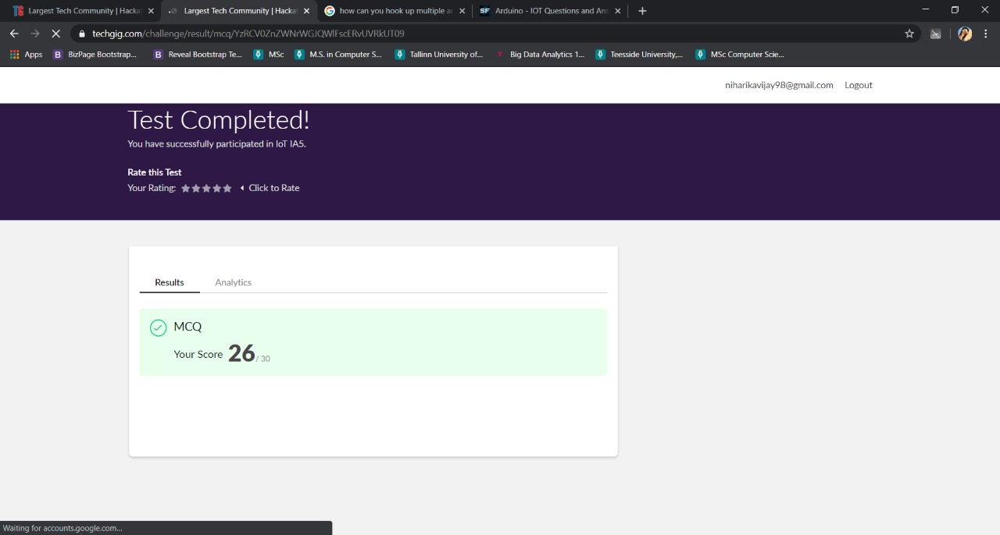 Largest Tech Community | Hacka
Largest Tech Community | Hacka
how can you hook up multiple ar
SF Arduino - IOT Questions and Ans
techgig.com/challenge/result/mcq/YzRCV0ZnZWNrWGJQWlFscERvUVRkUT09
Apps
BizPage Bootstrap...
Reveal Bootstrap Te...
MSc
M.S. in Computer S...
Tallinn University of...
Big Data Analytics 1...
Teesside University,...
MSc Computer Scie...
niharikavijay98@gmail.com Logout
Test Completed!
You have successfully participated in IoT IA5.
Rate this Test
Your Rating: Click to Rate
Results Analytics
MCQ
Your Score 26 / 30
Waiting for accounts.google.com...